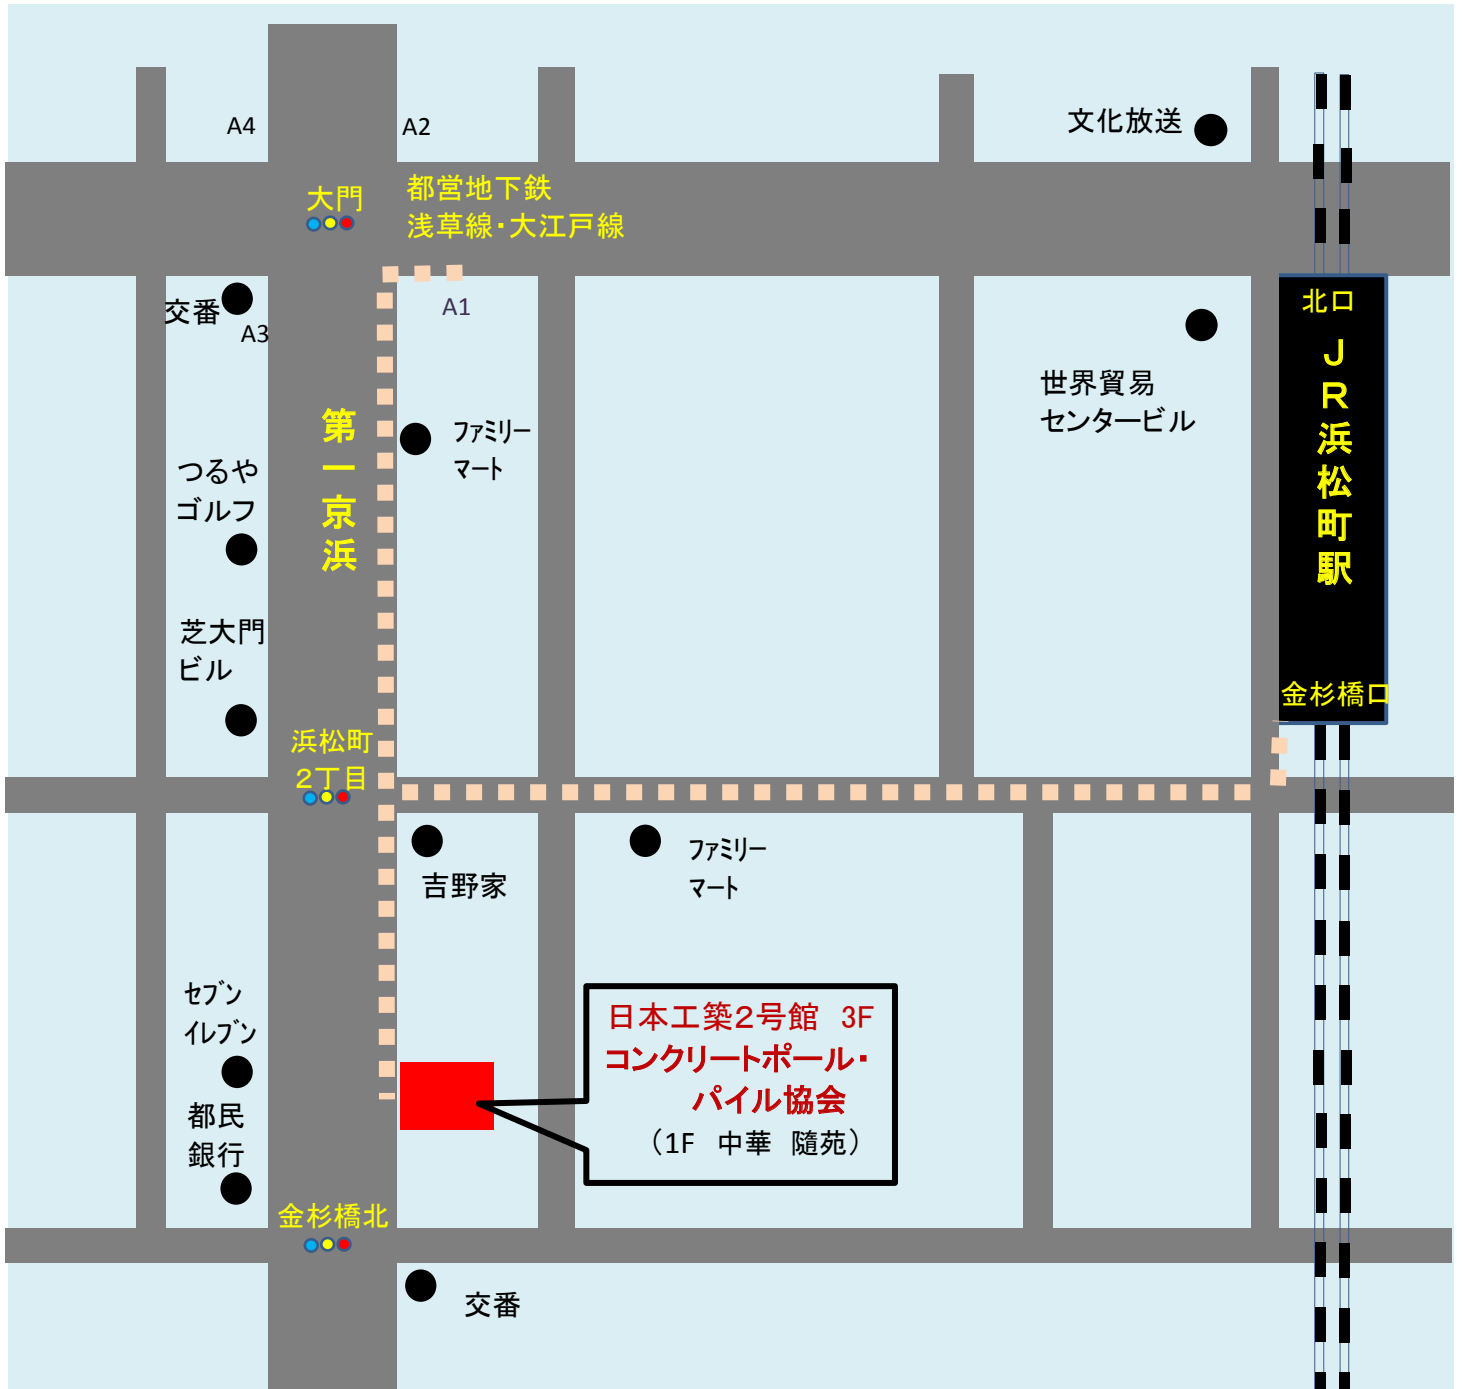 A4
A2
文化放送
大門
都営地下鉄
浅草線・大江戸線
交番
A3
A1
北口
JR浜松町駅
金杉橋口
世界貿易
センタービル
第一京浜
ファミリー
マート
つるや
ゴルフ
芝大門
ビル
浜松町
2丁目
吉野家
ファミリー
マート
セブン
イレブン
都民
銀行
日本工築2号館 3F
コンクリートポール・
パイル協会
（1F 中華 随苑）
金杉橋北
交番